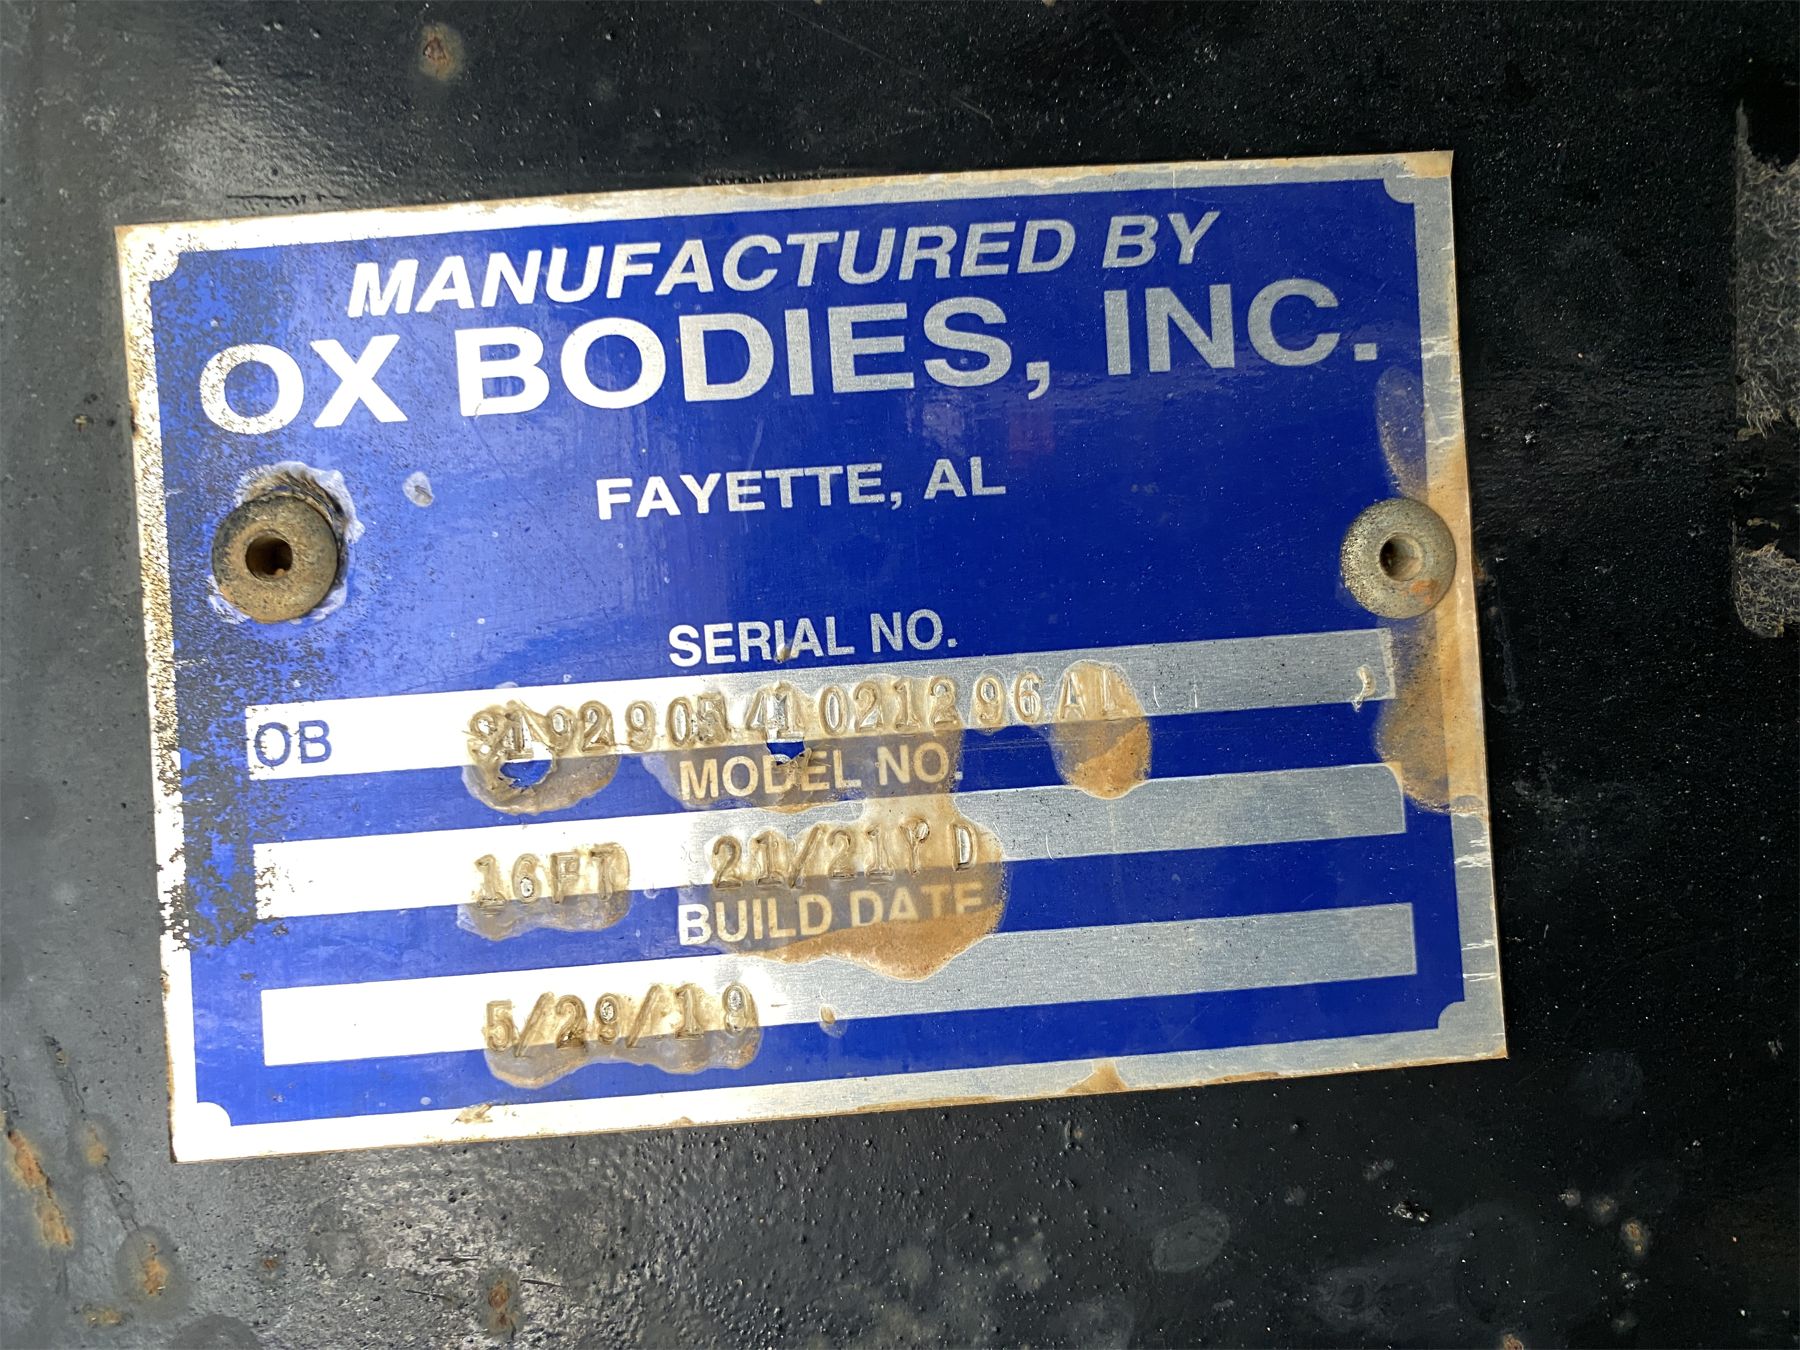 MANUFACTURED BY
OX BODIES, INC.
FAYETTE, AL
SERIAL NO.
OB S19290541021296AL
MODEL NO.
16FT 21/21YD
BUILD DATE
5/29/19